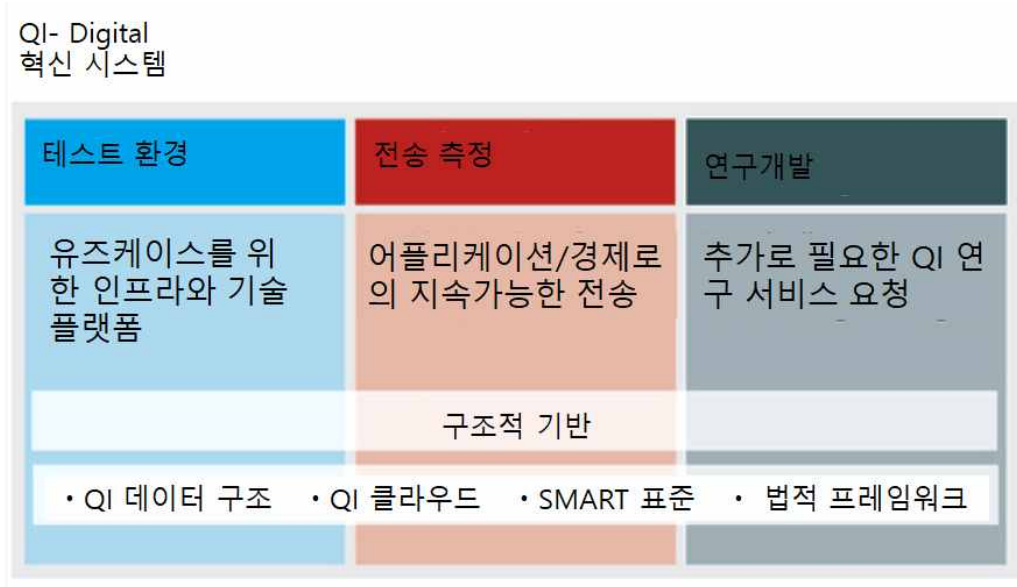 QI- Digital
혁신 시스템
테스트 환경
전송 측정
연구개발
유즈케이스를 위
한 인프라와 기술
플랫폼
어플리케이션/경제로
의 지속가능한 전송
추가로 필요한 QI 연
구 서비스 요청
구조적 기반
・QI 데이터 구조 ・QI 클라우드 ・SMART 표준 ・ 법적 프레임워크